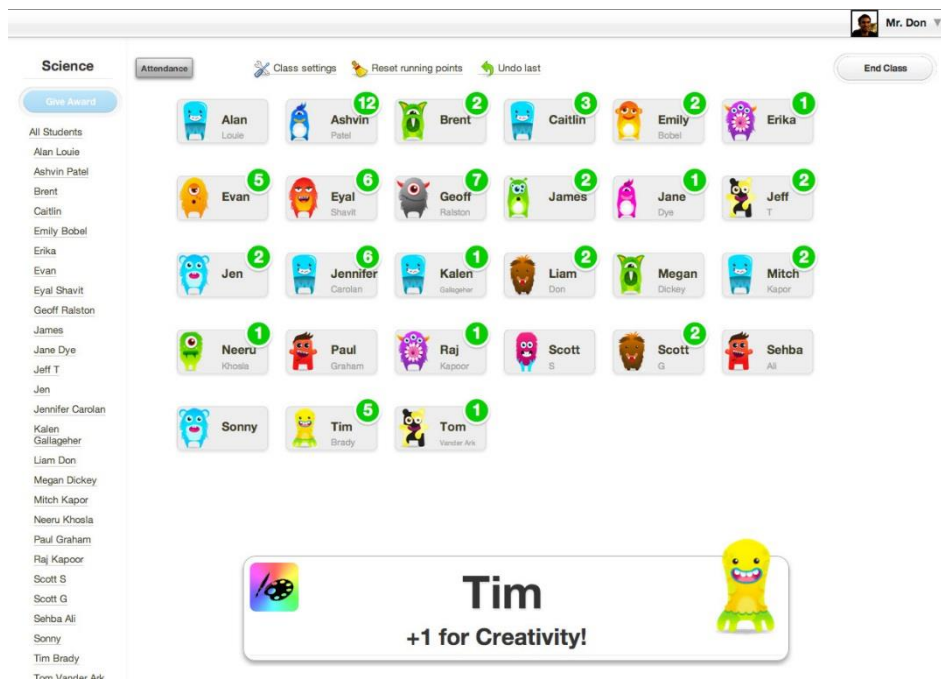 Mr. Don
Science
Attendance
Class settings
Reset running points
Undo last
End Class
Give Award
All Students
Alan Louie
Ashvin Patel
Brent
Caitlin
Emily Bobel
Erika
Evan
Eyal Shavit
Geoff Ralston
James
Jane Dye
Jeff T
Jen
Jennifer Carolan
Kalen
Gallageher
Liam Don
Megan Dickey
Mitch Kapor
Neeru Khosla
Paul Graham
Raj Kapoor
Scott S
Scott G
Sehba Ali
Sonny
Tim Brady
Tom Vander Ark
Alan
Louie
12
Ashvin
Patel
2
Brent
3
Caitlin
2
Emily
Bobel
1
Erika
5
Evan
6
Eyal
Shavit
7
Geoff
Ralston
2
James
1
Jane
Dye
2
Jeff
T
2
Jen
6
Jennifer
Carolan
1
Kalen
Gallageher
2
Liam
Don
Megan
Dickey
2
Mitch
Kapor
1
Neeru
Khosla
Paul
Graham
1
Raj
Kapoor
Scott
S
2
Scott
G
Sehba
Ali
Sonny
5
Tim
Brady
1
Tom
Vander Ark
Tim
+1 for Creativity!